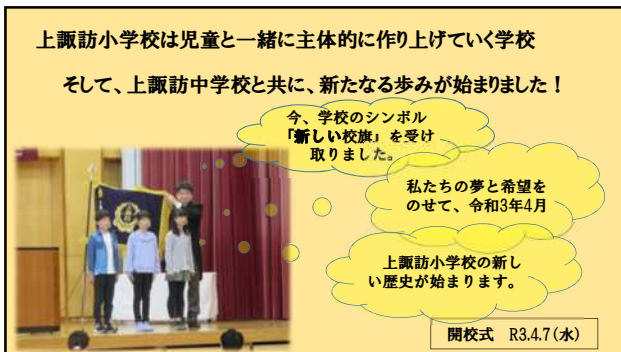 上諏訪小学校は児童と一緒に主体的に作り上げていく学校
そして、上諏訪中学校と共に、新たなる歩みが始まりました！
今、学校のシンボル
『新しい校旗』を受け
取りました。
私たちの夢と希望を
のせて、令和3年4月
上諏訪小学校の新し
い歴史が始まります。
開校式 R3.4.7(水)